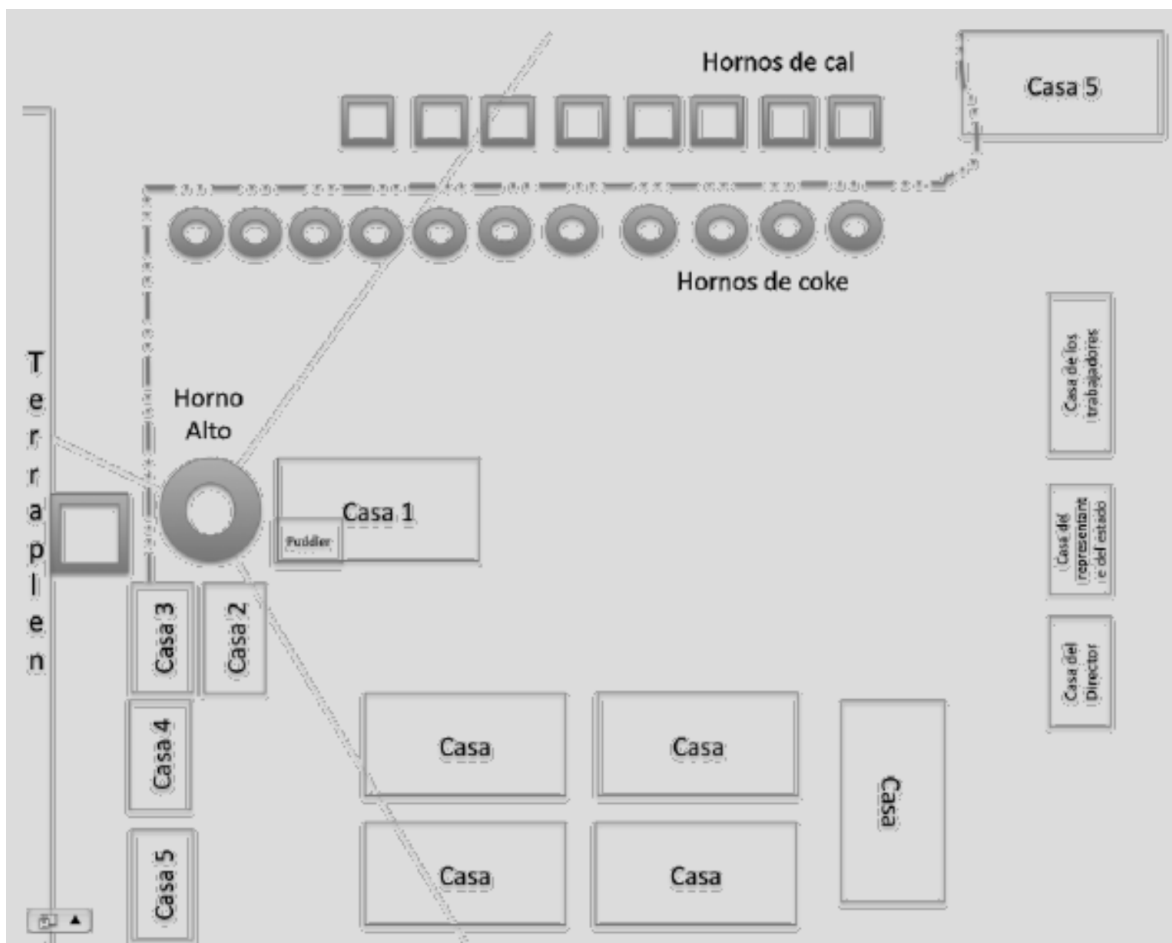 Hornos de cal
Casa 5
Hornos de coke
Terraplen
Horno
Alto
Casa 1
Puddler
Casa de los
trabajadores
Casa del
representant
e del estado
Casa del
Director
Casa 3
Casa 2
Casa 4
Casa 5
Casa
Casa
Casa
Casa
Casa